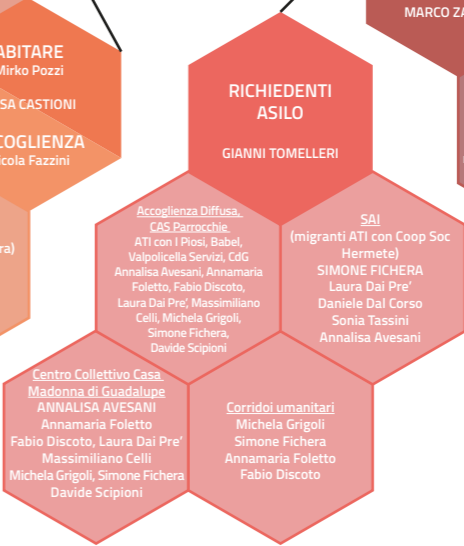 MARCO ZA
ABITARE
Mirko Pozzi
SA CASTIONI
COGLIENZA
icola Fazzini
ra)
RICHIEDENTI
ASILO
GIANNI TOMELLERI
Accoglienza Diffusa,
CAS Parrocchie
ATI con I Piosi, Babel,
Valpolicella Servizi, CdG
Annalisa Avesani, Annamaria
Foletto, Fabio Discoto,
Laura Dai Pre', Massimiliano
Celli, Michela Grigoli,
Simone Fichera,
Davide Scipioni
SAI
(migranti ATI con Coop Soc
Hermete)
SIMONE FICHERA
Laura Dai Pre'
Daniele Dal Corso
Sonia Tassini
Annalisa Avesani
Centro Collettivo Casa
Madonna di Guadalupe
ANNALISA AVESANI
Annamaria Foletto
Fabio Discoto, Laura Dai Pre'
Massimiliano Celli
Michela Grigoli, Simone Fichera
Davide Scipioni
Corridoi umanitari
Michela Grigoli
Simone Fichera
Annamaria Foletto
Fabio Discoto